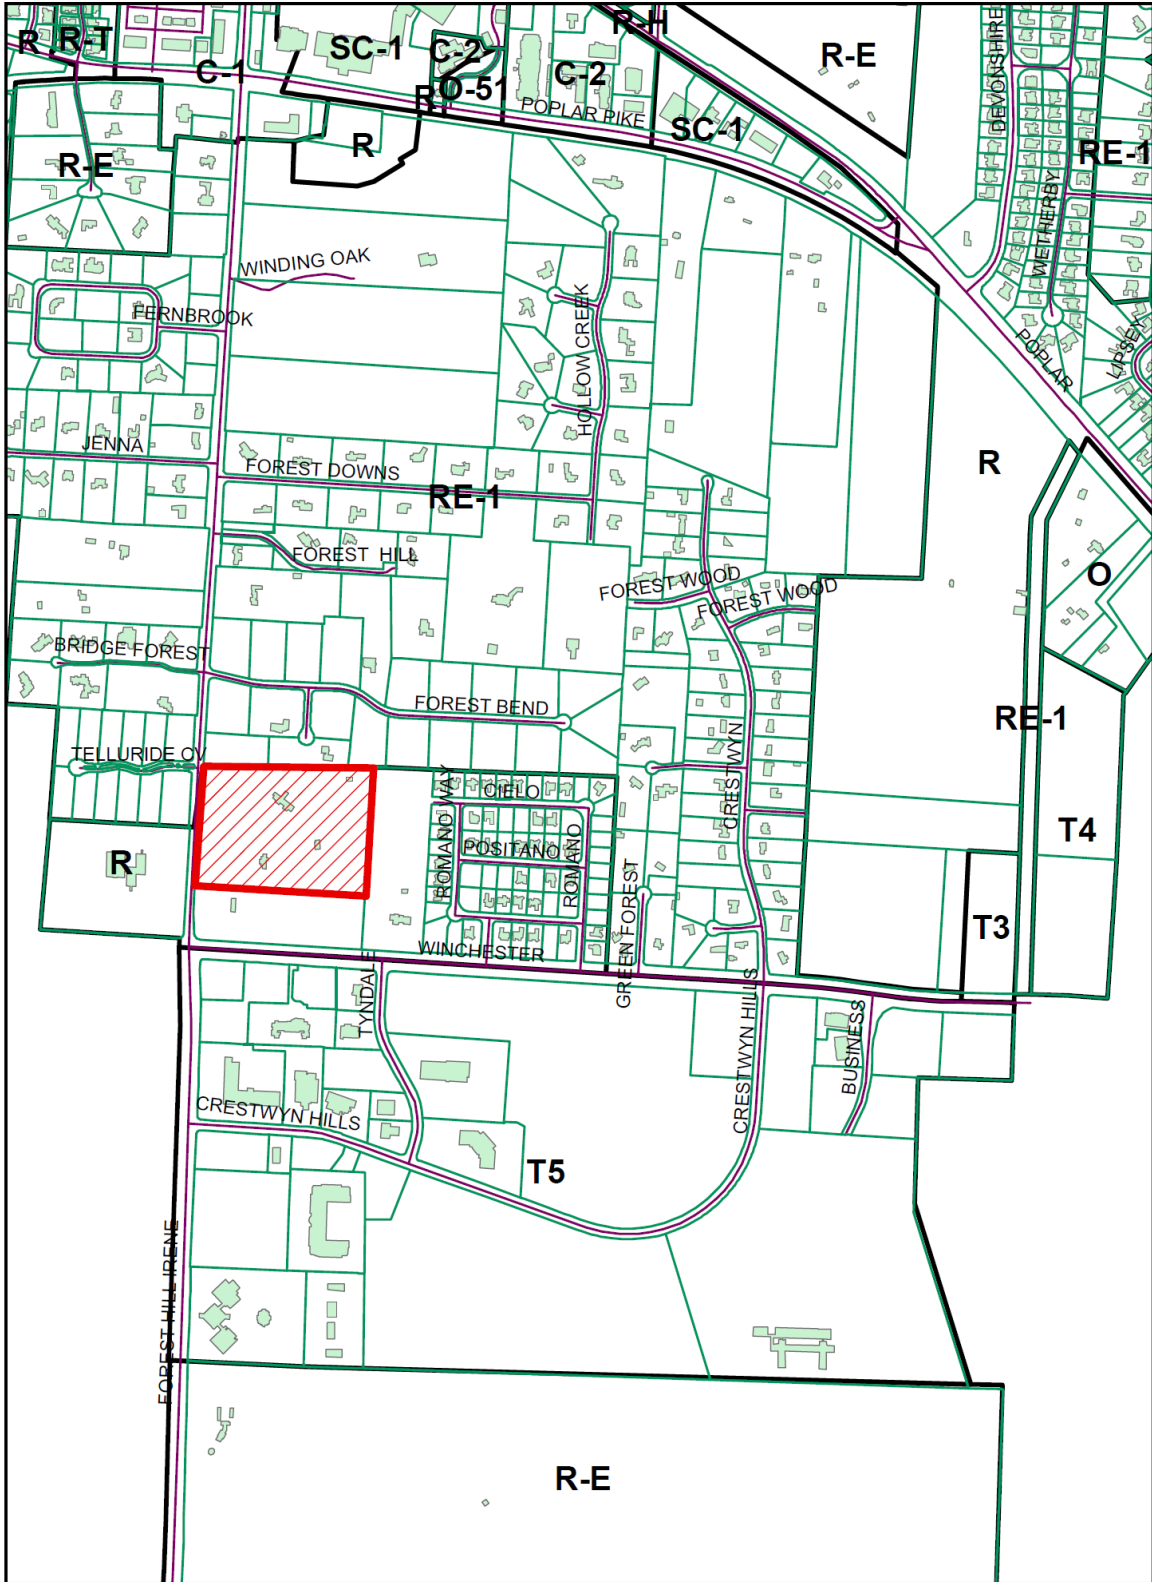 R-H
R
R-T
SC-1
C-2
R-E
C-1
R
O-51
C-2
POPLAR PIKE
SC-1
DEVONSHIRE
RE-1
R-E
R
WETHERBY
WINDING OAK
FERNBROOK
HOLLOW CREEK
POPLAR
LIPSEY
JENNA
FOREST DOWNS
RE-1
R
FOREST HILL
FOREST WOOD
FOREST WOOD
O
BRIDGE FOREST
FOREST BEND
RE-1
TELLURIDE CV
CRESTWYN
ROMANO WAY
CIELO
POSITANO
ROMANO
T4
R
GREEN FOREST
T3
WINCHESTER
TYNDALE
CRESTWYN HILLS
BUSINESS
CRESTWYN HILLS
T5
FOREST HILL IRENE
R-E